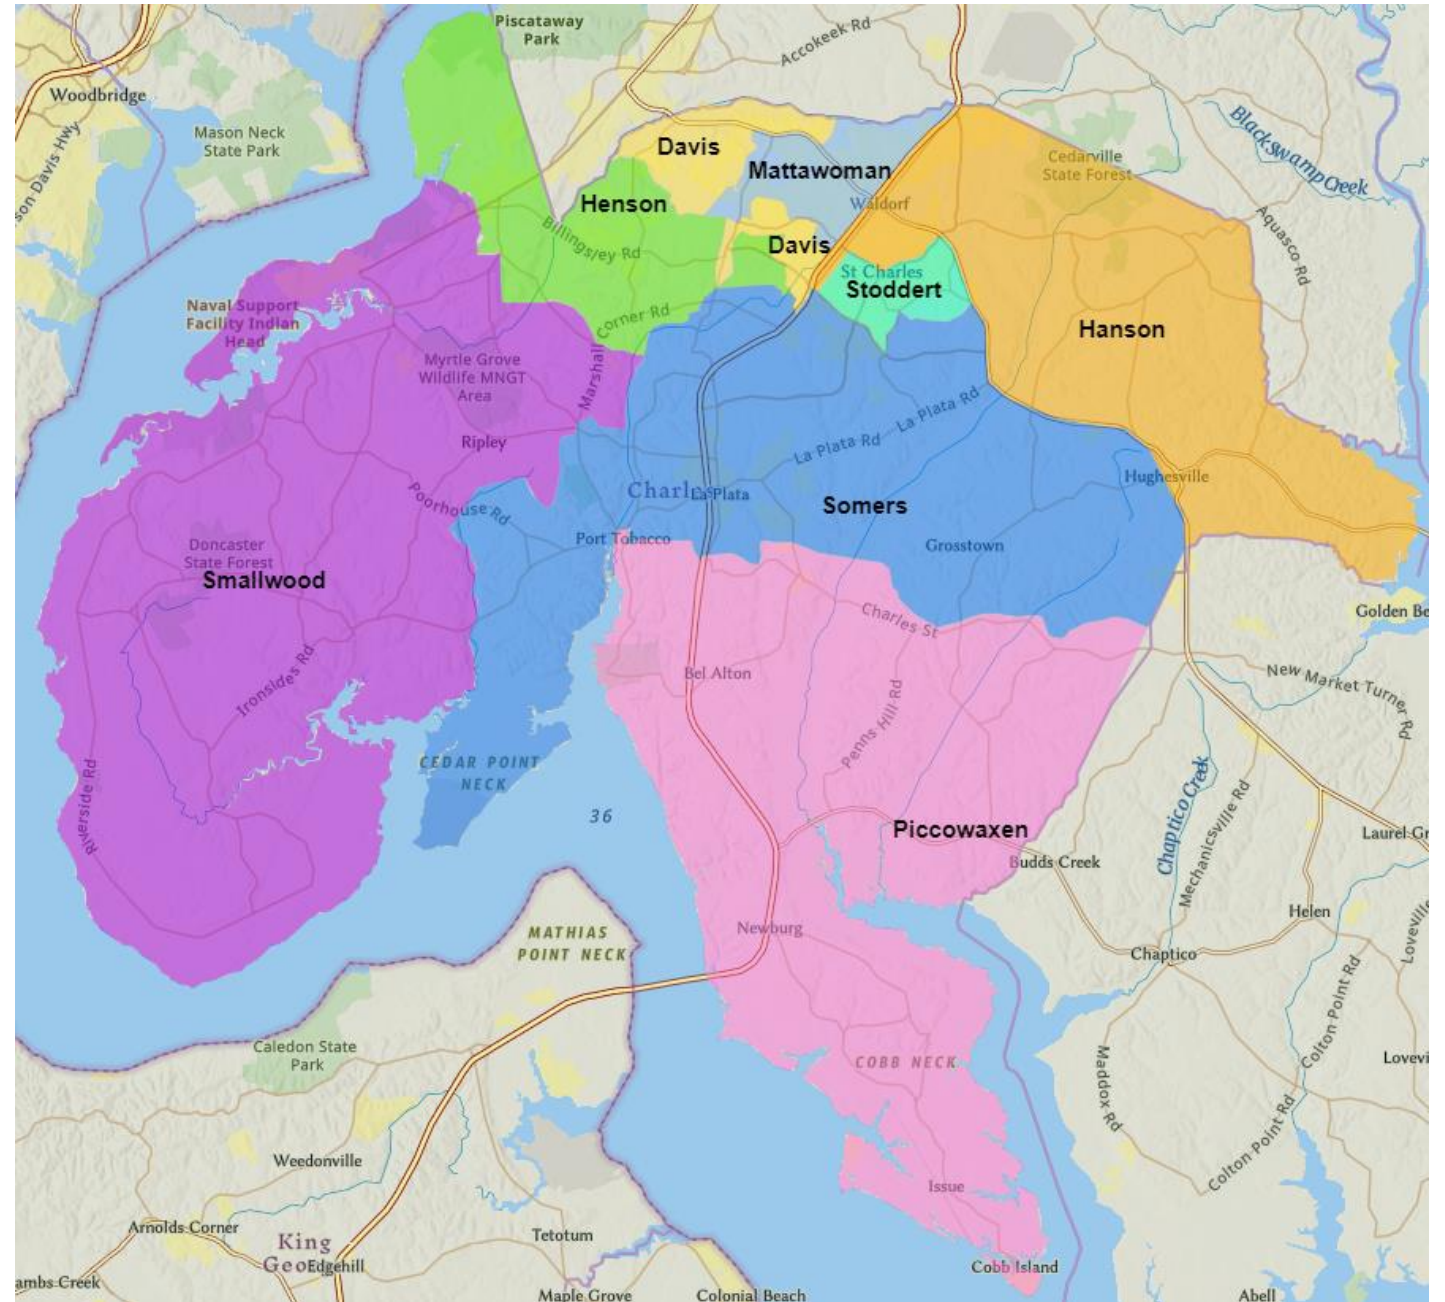 Piscataway
Park
Accokeek Rd
Woodbridge
Mason Neck
State Park
son Davis Hwy
Blackswamp Creek
Davis
Mattawoman
Cedarville
State Forest
Henson
Waldorf
Billingsley Rd
Davis
Aquasco Rd
St Charles
Stoddert
Naval Support
Facility Indian
Head
Corner Rd
Marshall
Hanson
Myrtle Grove
Wildlife MNGT
Area
Ripley
La Plata Rd
La Plata Rd
Hughesville
Charles
La Plata
Poorhouse Rd
Somers
Port Tobacco
Grosstown
Doncaster
State Forest
Smallwood
Charles St
Golden Be
Ironsides Rd
Bel Alton
New Market Turner Rd
Penns Hill Rd
CEDAR POINT
NECK
Riverside Rd
36
Chaptico Creek
Mechanicsville Rd
Piccowaxen
Laurel Gr
Budds Creek
Helen
Loveville
MATHIAS
POINT NECK
Newburg
Chaptico
Colton Point Rd
Caledon State
Park
COBB NECK
Lovevi
Maddox Rd
Colton Point Rd
Weedonville
Issue
Arnolds Corner
King
Geo
Edgehill
Tetotum
Cobb Island
ambs Creek
Maple Grove
Colonial Beach
Abell